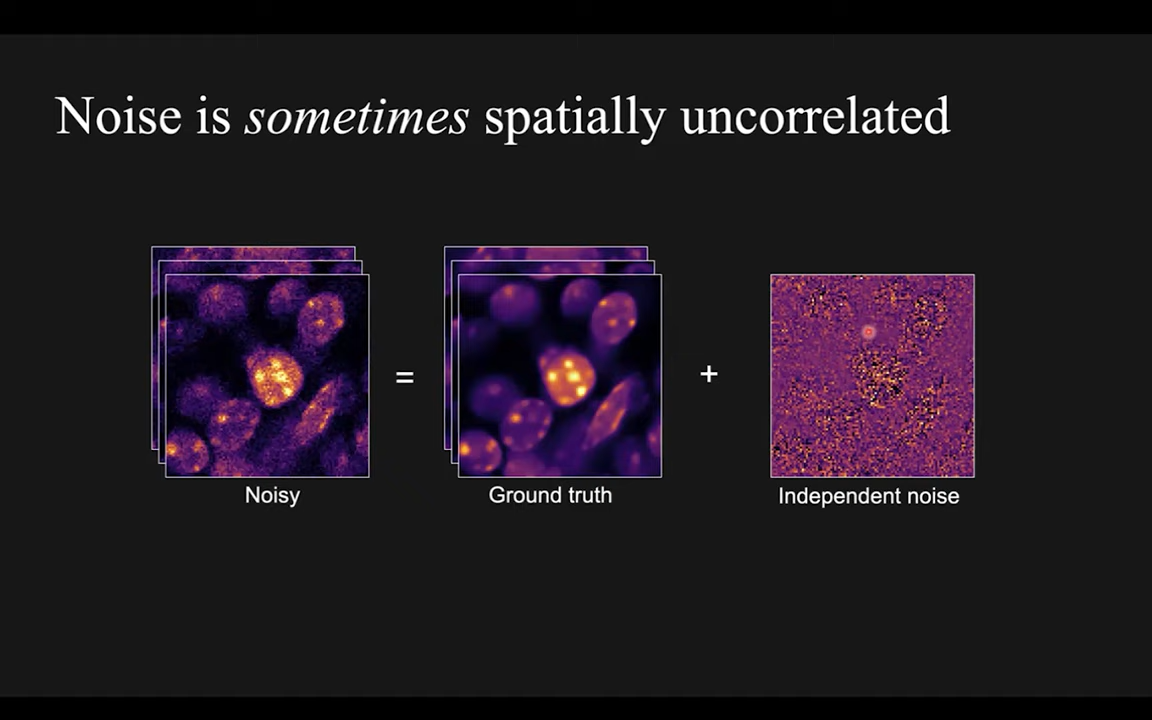 Noise is sometimes spatially uncorrelated
=
+
Noisy
Ground truth
Independent noise